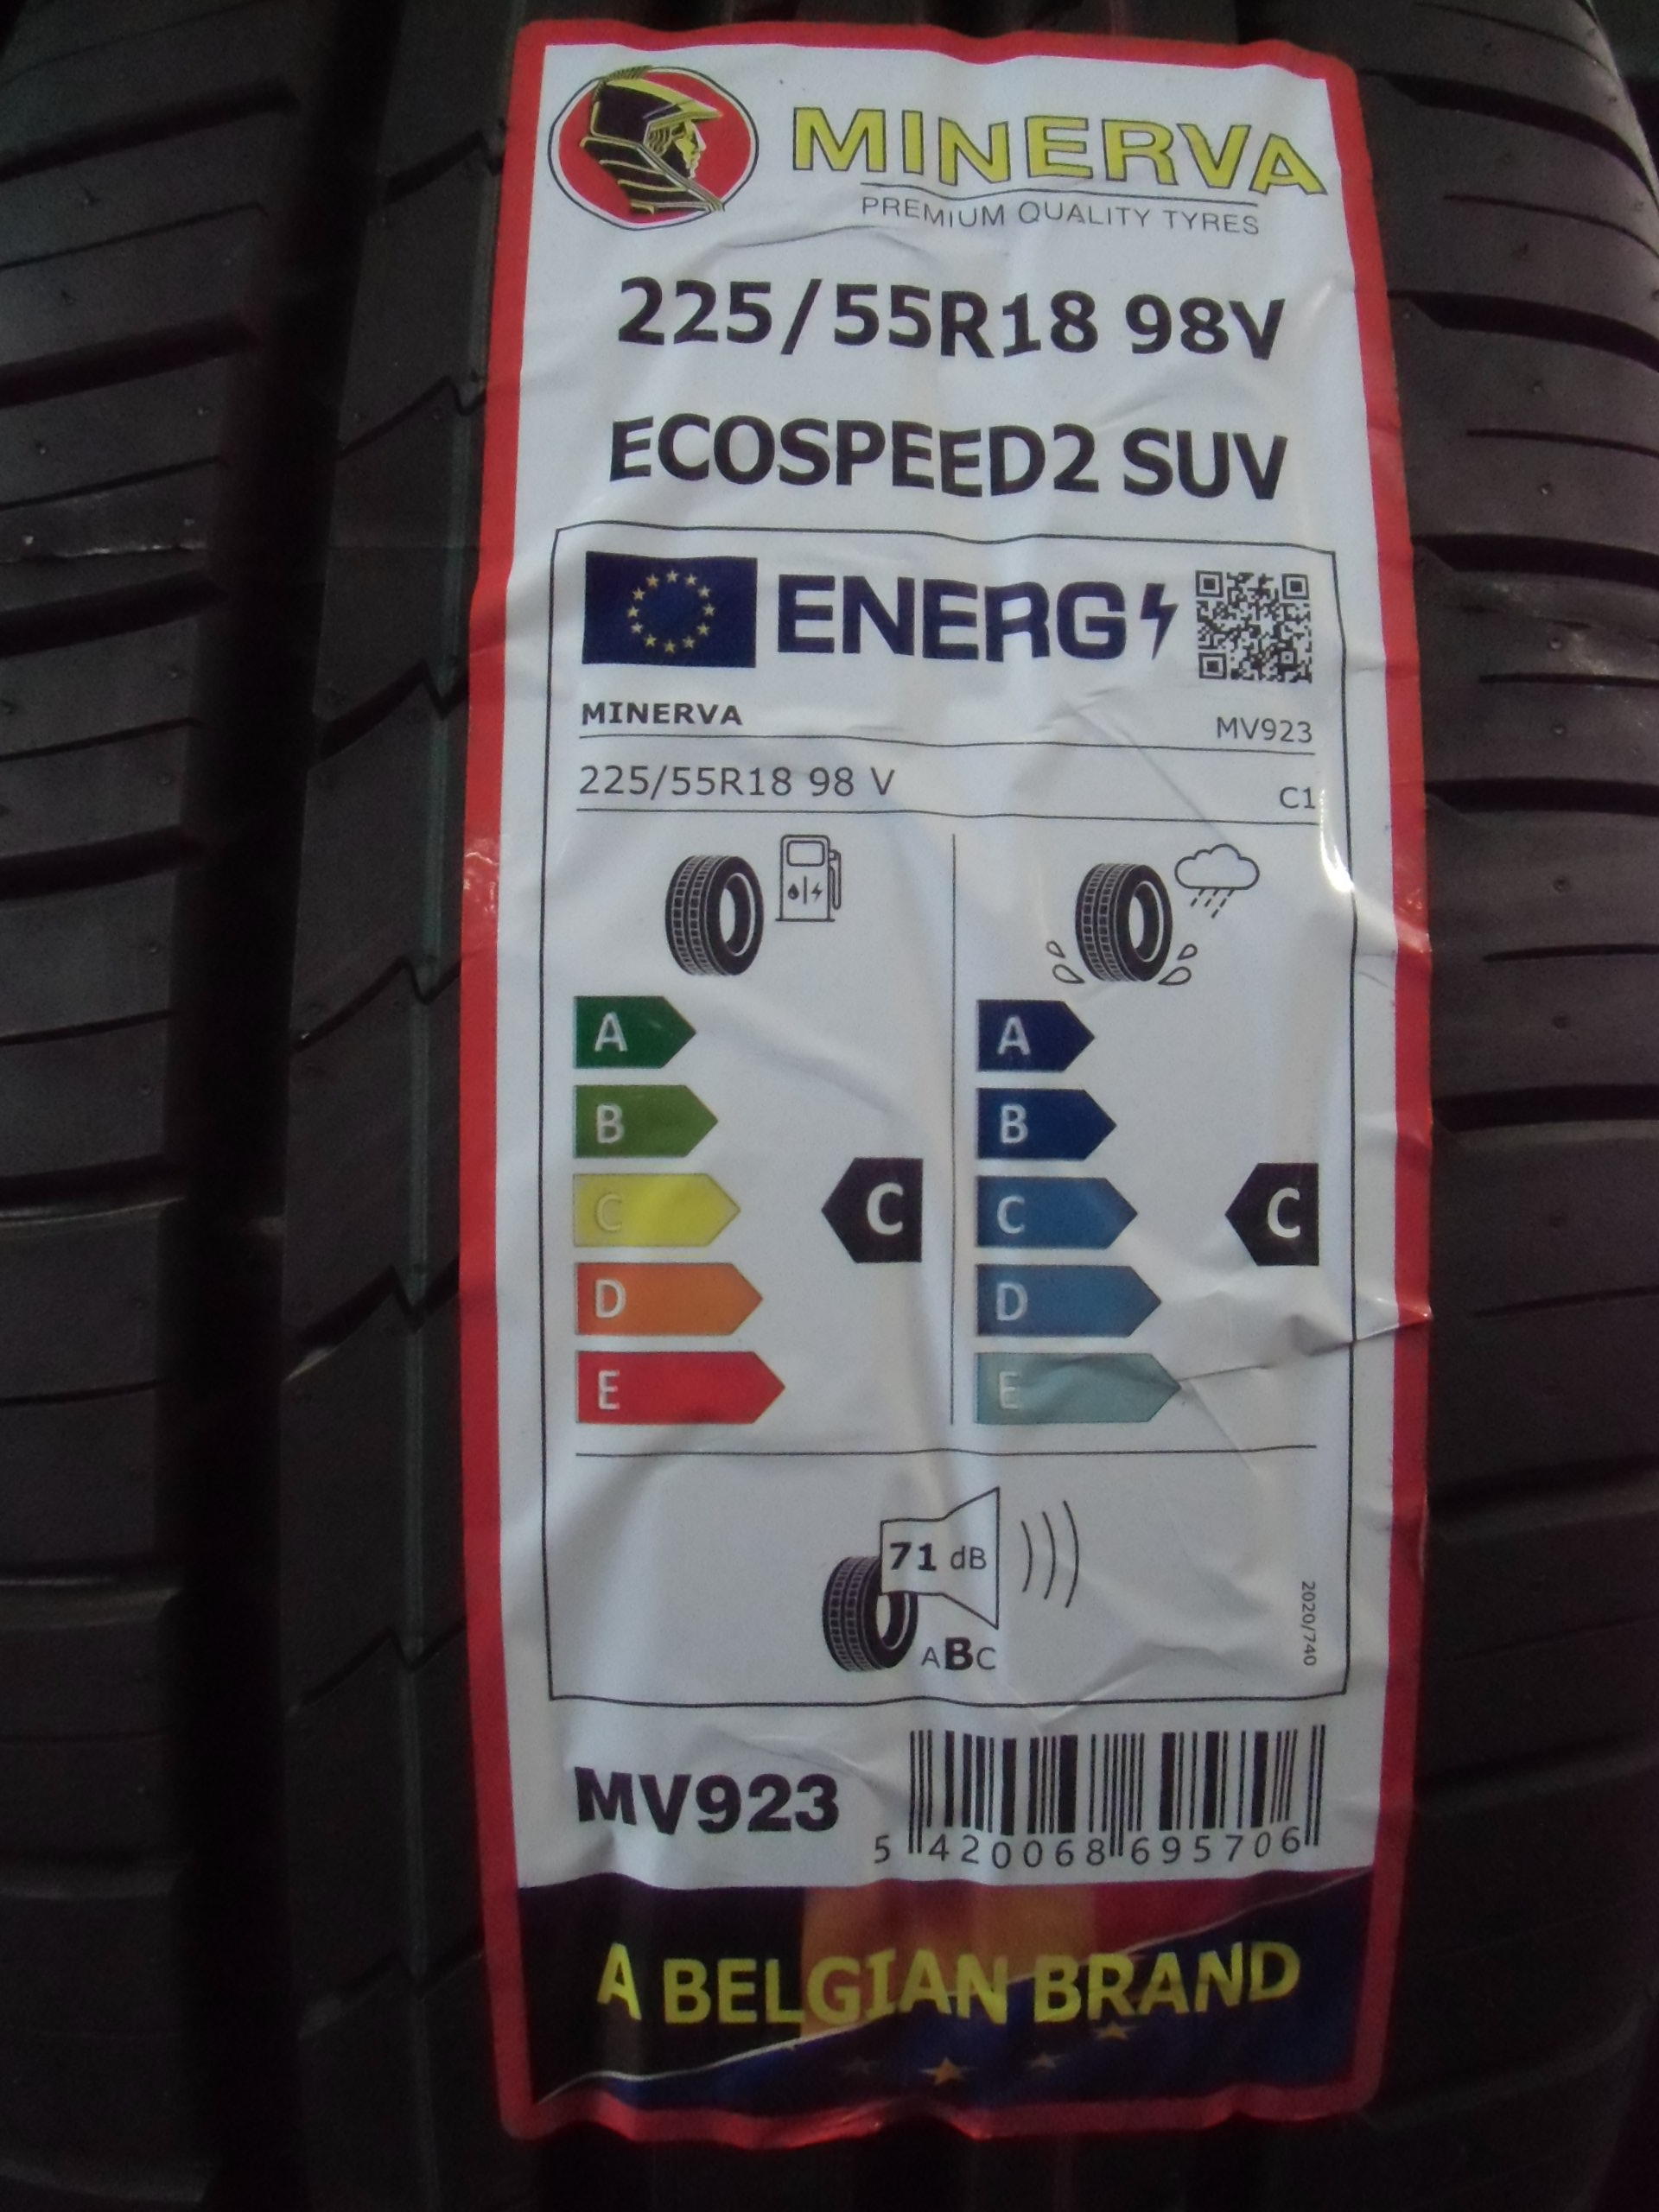 MINERVA
PREMIUM QUALITY TYRES
225/55R18 98V
ECOSPEED2 SUV
ENERG
MINERVA MV923
225/55R18 98 V C1
A A
B B
C C C C
D D
E E
71 dB
ABC
2020/740
MV923
5 420068 695706
A BELGIAN BRAND